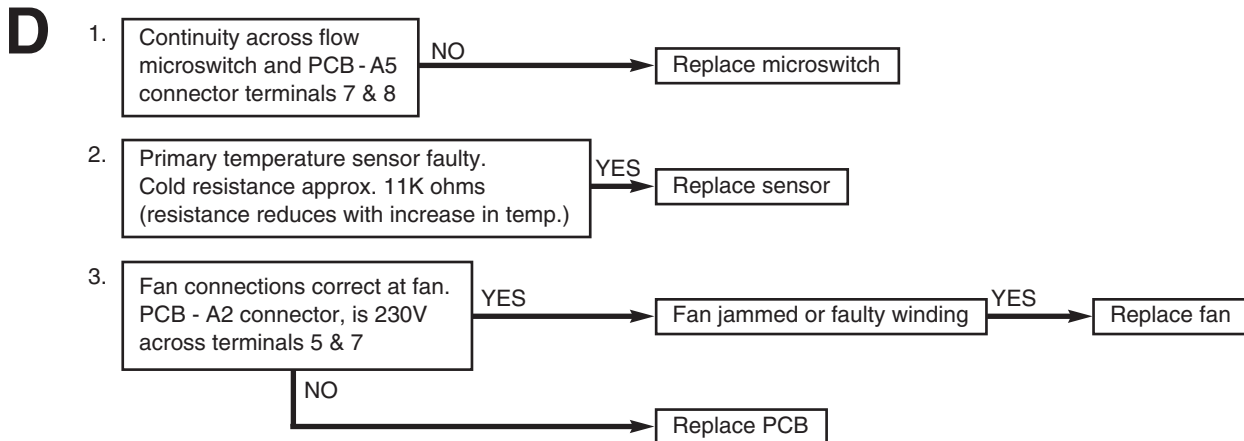 D
1.
Continuity across flow
microswitch and PCB - A5
connector terminals 7 & 8
NO
Replace microswitch
2.
Primary temperature sensor faulty.
Cold resistance approx. 11K ohms
(resistance reduces with increase in temp.)
YES
Replace sensor
3.
Fan connections correct at fan.
PCB - A2 connector, is 230V
across terminals 5 & 7
YES
Fan jammed or faulty winding
YES
Replace fan
NO
Replace PCB